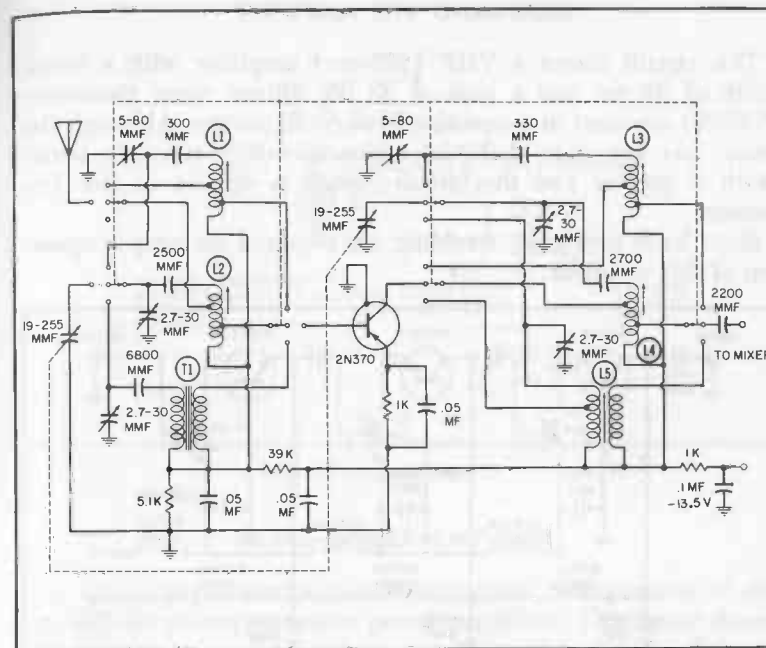 5-80
MMF
300
MMF
L1
5-80
MMF
330
MMF
L3
19-255
MMF
2.7-
30
MMF
2500
MMF
L2
2700
MMF
2200
MMF
19-255
MMF
2.7-30
MMF
2N370
2.7-30
MMF
L4
TO MIXER
6800
MMF
T1
L5
2.7-30
MMF
1K
.05
MF
39K
1K
5.1K
.05
MF
.05
MF
.1MF
-13.5V